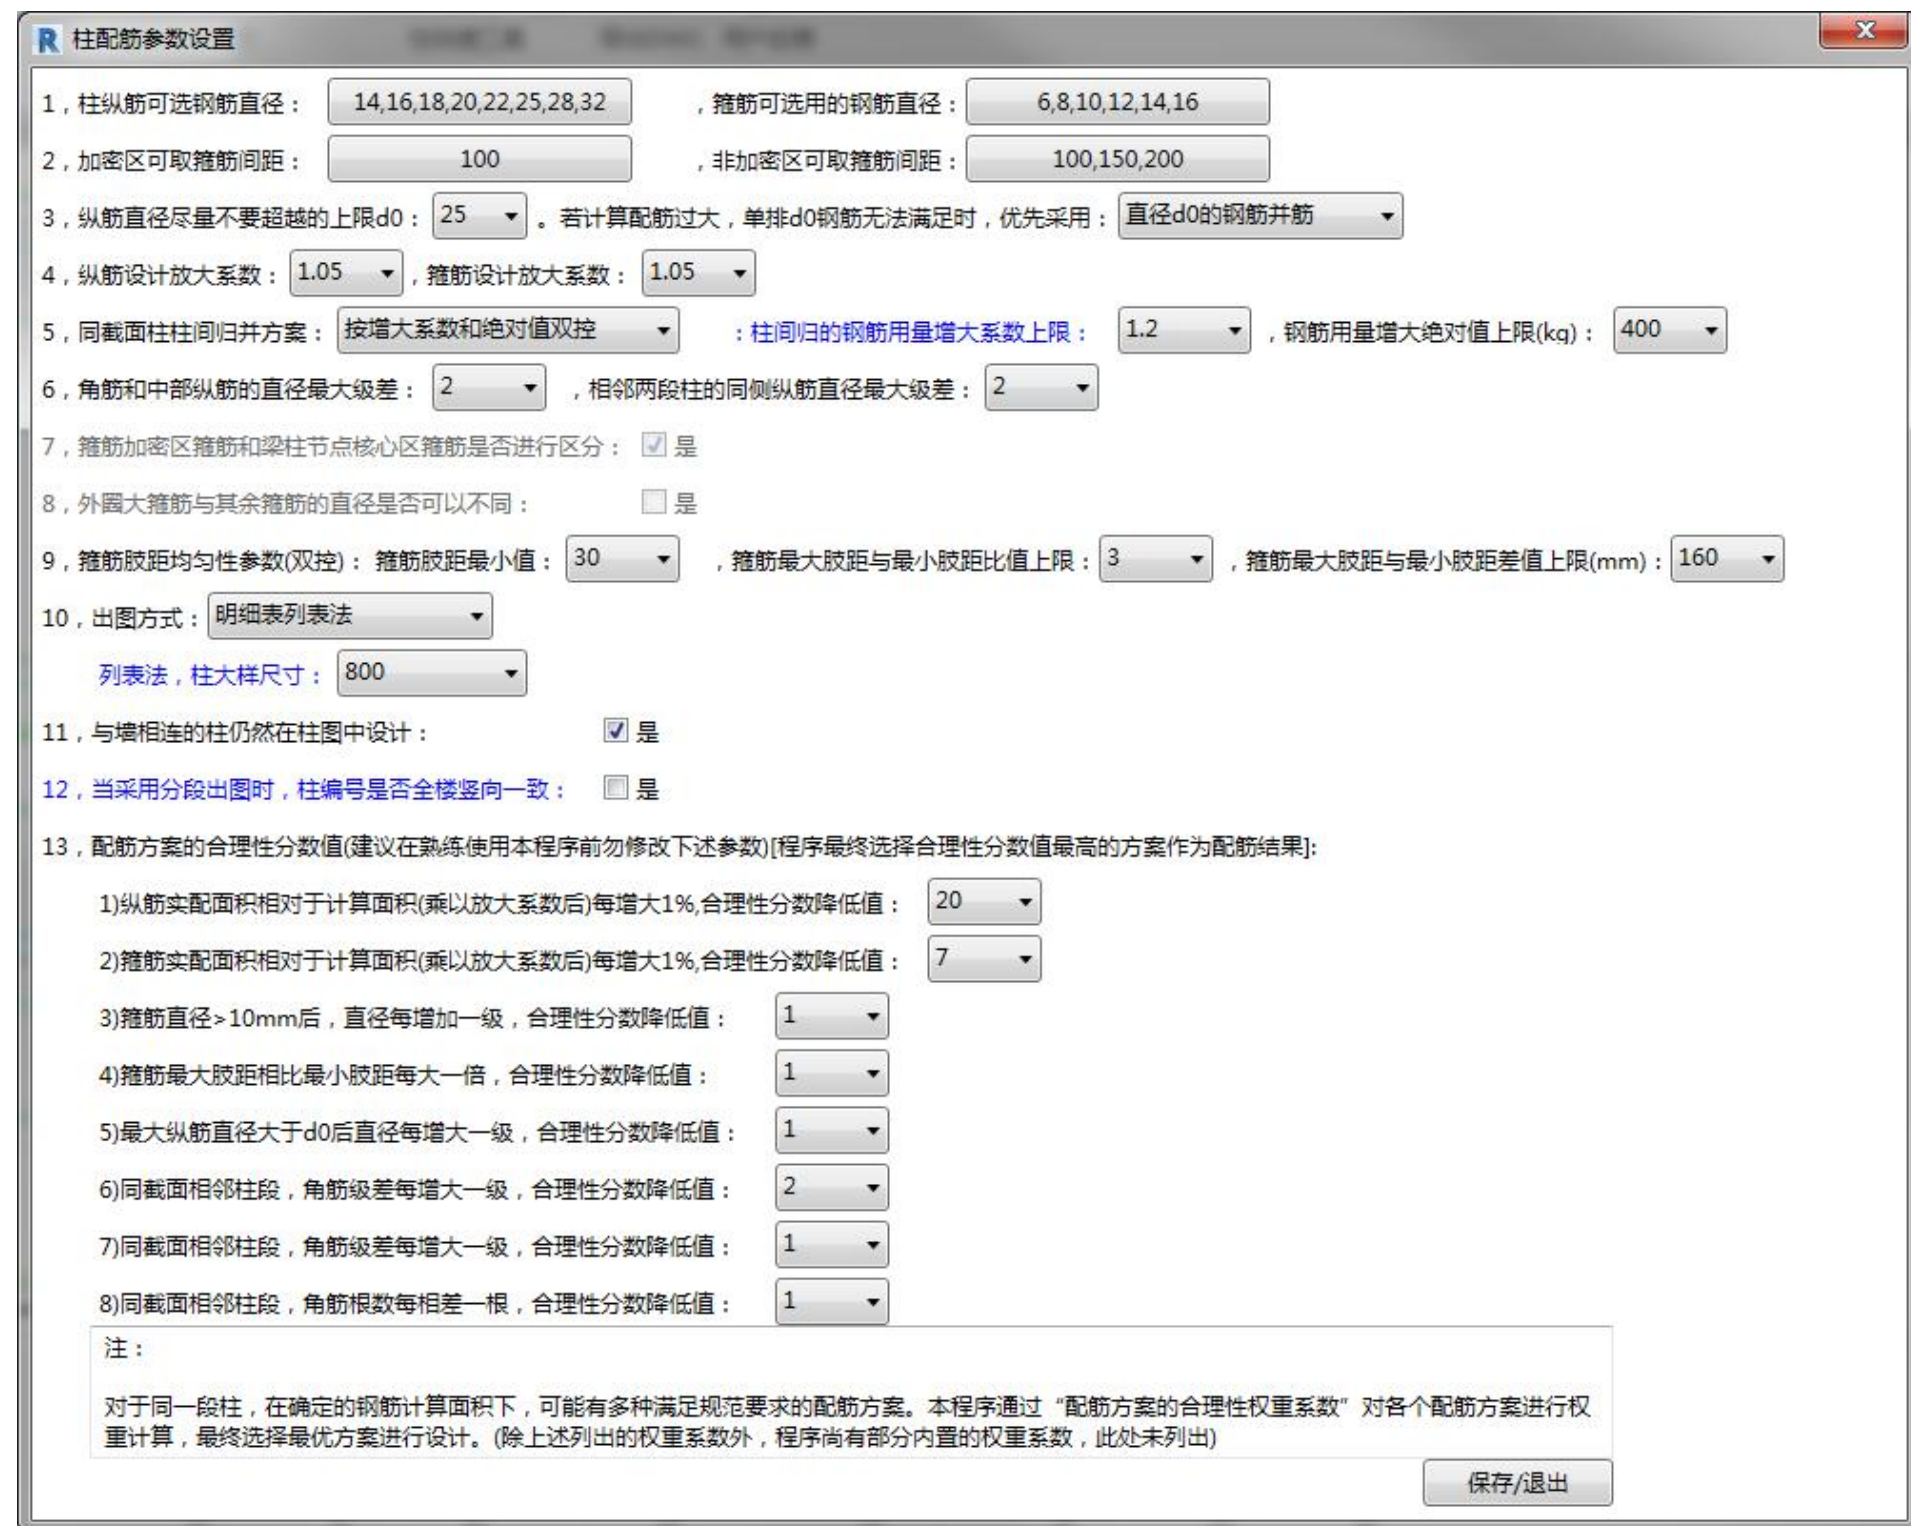 柱配筋参数设置
1，柱纵筋可选钢筋直径： 14,16,18,20,22,25,28,32 ，箍筋可选用的钢筋直径： 6,8,10,12,14,16
2，加密区可取箍筋间距： 100 ，非加密区可取箍筋间距： 100,150,200
3，纵筋直径尽量不要超越的上限d0： 25 。若计算配筋过大，单排d0钢筋无法满足时，优先采用： 直径d0的钢筋并筋
4，纵筋设计放大系数： 1.05 ，箍筋设计放大系数： 1.05
5，同截面柱柱间归并方案： 按增大系数和绝对值双控 ：柱间归的钢筋用量增大系数上限： 1.2 ，钢筋用量增大绝对值上限(kg)： 400
6，角筋和中部纵筋的直径最大级差： 2 ，相邻两段柱的同侧纵筋直径最大级差： 2
7，箍筋加密区箍筋和梁柱节点核心区箍筋是否进行区分： 是
8，外圈大箍筋与其余箍筋的直径是否可以不同： 是
9，箍筋肢距均匀性参数(双控)： 箍筋肢距最小值： 30 ，箍筋最大肢距与最小肢距比值上限： 3 ，箍筋最大肢距与最小肢距差值上限(mm)： 160
10，出图方式： 明细表列表法
列表法，柱大样尺寸： 800
11，与墙相连的柱仍然在柱图中设计： 是
12，当采用分段出图时，柱编号是否全楼竖向一致： 是
13，配筋方案的合理性分数值(建议在熟练使用本程序前勿修改下述参数)[程序最终选择合理性分数值最高的方案作为配筋结果]:
1)纵筋实配面积相对于计算面积(乘以放大系数后)每增大1%,合理性分数降低值： 20
2)箍筋实配面积相对于计算面积(乘以放大系数后)每增大1%,合理性分数降低值： 7
3)箍筋直径>10mm后，直径每增加一级，合理性分数降低值： 1
4)箍筋最大肢距相比最小肢距每大一倍，合理性分数降低值： 1
5)最大纵筋直径大于d0后直径每增大一级，合理性分数降低值： 1
6)同截面相邻柱段，角筋级差每增大一级，合理性分数降低值： 2
7)同截面相邻柱段，角筋级差每增大一级，合理性分数降低值： 1
8)同截面相邻柱段，角筋根数每相差一根，合理性分数降低值： 1
注：
对于同一段柱，在确定的钢筋计算面积下，可能有多种满足规范要求的配筋方案。本程序通过“配筋方案的合理性权重系数”对各个配筋方案进行权
重计算，最终选择最优方案进行设计。(除上述列出的权重系数外，程序尚有部分内置的权重系数，此处未列出)
保存/退出